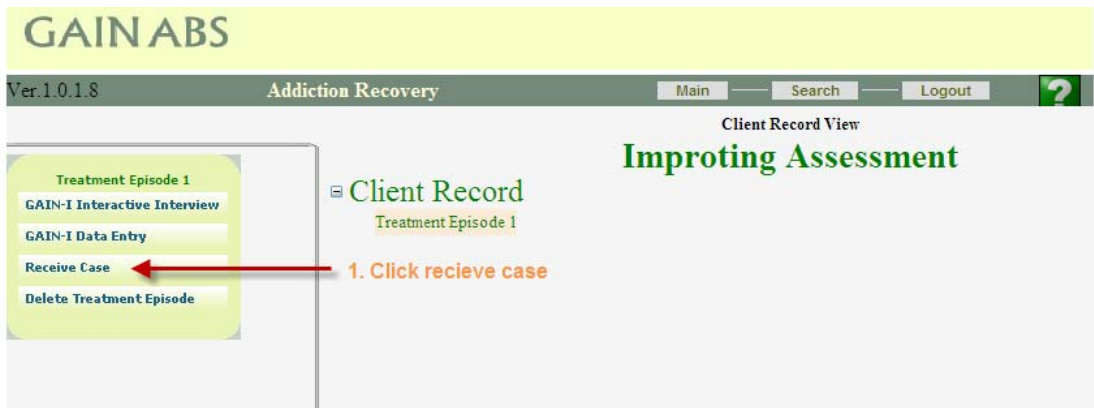 GAIN ABS
Ver.1.0.1.8 Addiction Recovery Main Search Logout ?
Client Record View
Improting Assessment
Treatment Episode 1
GAIN-I Interactive Interview
GAIN-I Data Entry
Receive Case
Delete Treatment Episode
Client Record
Treatment Episode 1
1. Click recieve case